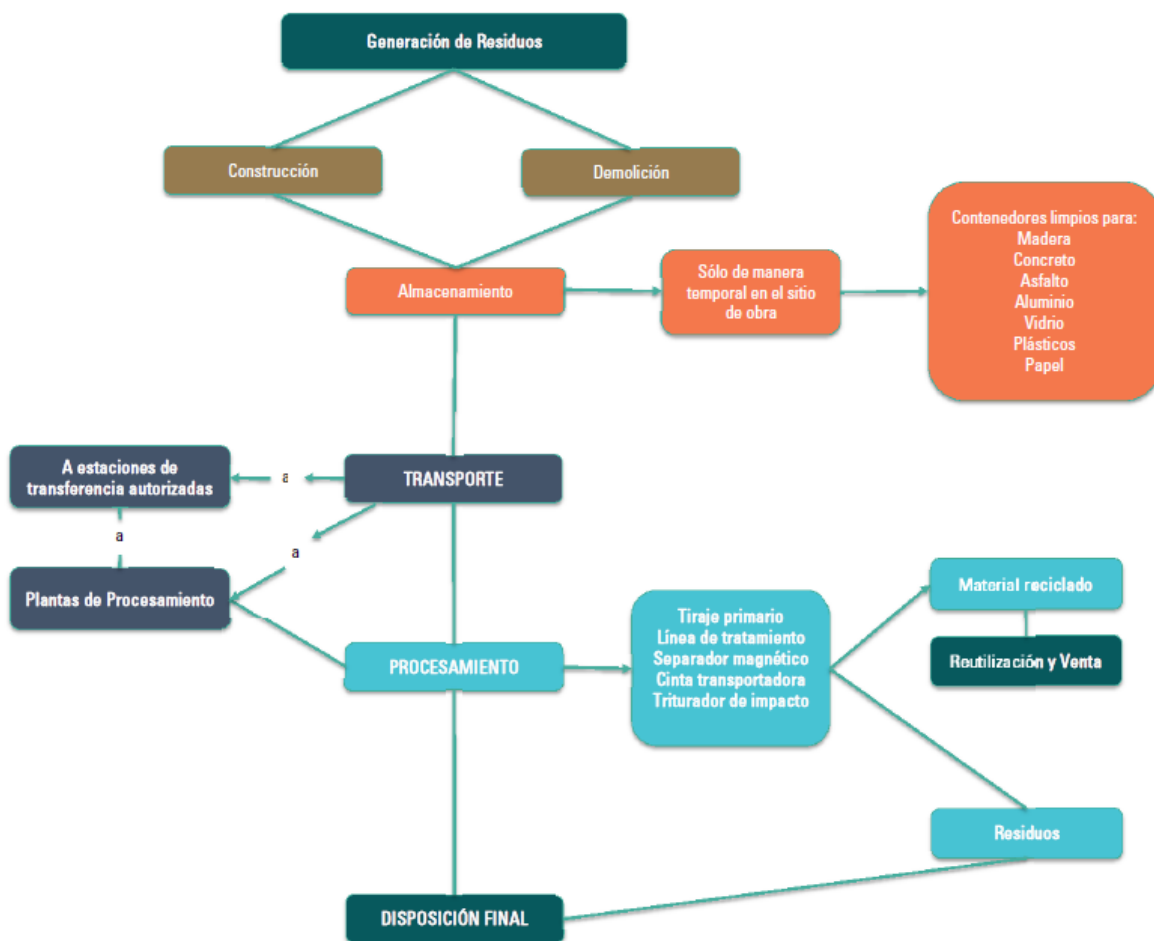 Generación de Residuos
Construcción
Demolición
Almacenamiento
Sólo de manera
temporal en el sitio
de obra
Contenedores limpios para:
Madera
Concreto
Asfalto
Aluminio
Vidrio
Plásticos
Papel
TRANSPORTE
a
A estaciones de
transferencia autorizadas
a
a
Plantas de Procesamiento
PROCESAMIENTO
Tiraje primario
Línea de tratamiento
Separador magnético
Cinta transportadora
Triturador de impacto
Material reciclado
Reutilización y Venta
Residuos
DISPOSICIÓN FINAL